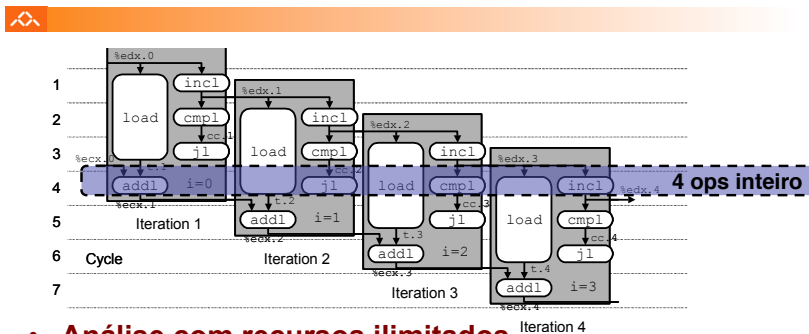 %edx.0
1
incl
%edx.1
2
load
cmpl
incl
%edx.2
cc.1
3
jl
load
cmpl
incl
%edx.3
%ecx.0
t.1
cc.2
4
addl
i=0
jl
load
cmpl
incl
%edx.4
4 ops inteiro
%ecx.1
t.2
cc.3
5
Iteration 1
addl
i=1
jl
load
cmpl
%ecx.2
t.3
cc.4
6
Cycle
Iteration 2
addl
i=2
jl
%ecx.3
t.4
7
Iteration 3
addl
i=3
%ecx.4
• Análise com recursos ilimitados
Iteration 4